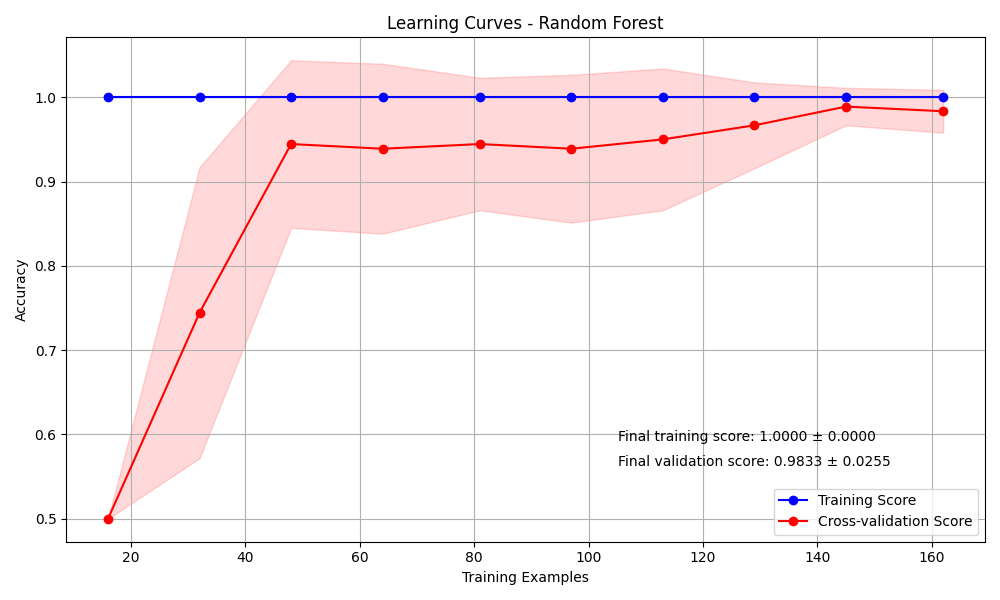 Learning Curves - Random Forest
Accuracy
1.0
0.9
0.8
0.7
0.6
0.5
Final training score: 1.0000 ± 0.0000
Final validation score: 0.9833 ± 0.0255
Training Score
Cross-validation Score
20 40 60 80 100 120 140 160
Training Examples